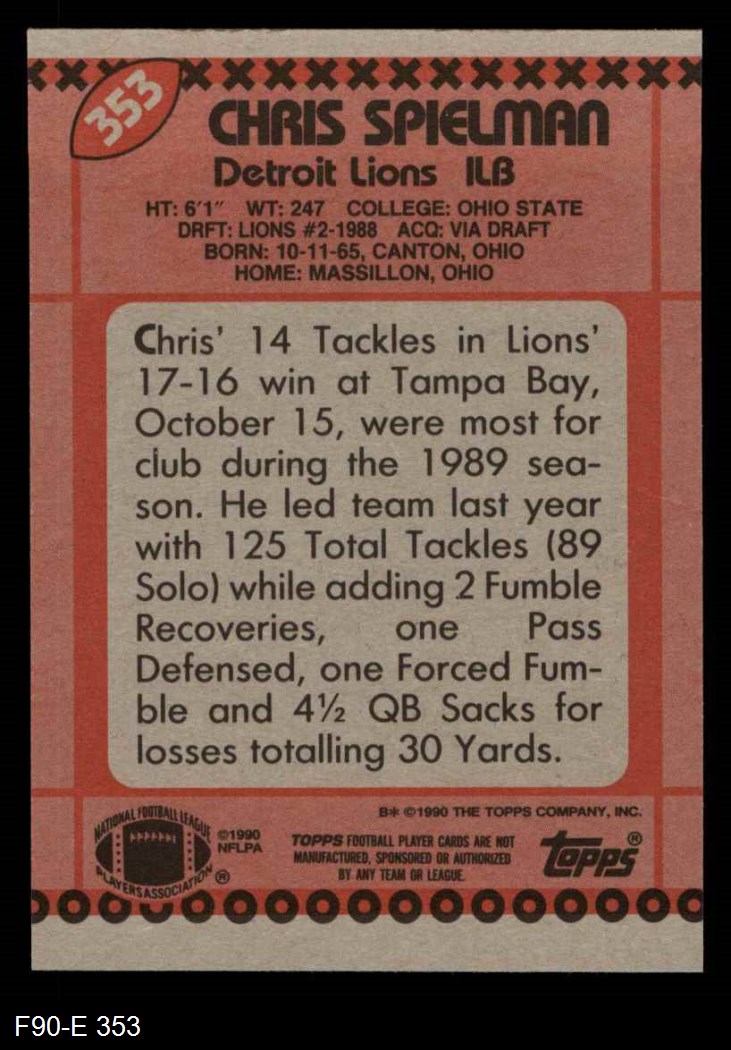 353
CHRIS SPIELMAN
Detroit Lions ILB
HT: 6'1" WT: 247 COLLEGE: OHIO STATE
DRFT: LIONS #2-1988 ACQ: VIA DRAFT
BORN: 10-11-65, CANTON, OHIO
HOME: MASSILLON, OHIO
Chris' 14 Tackles in Lions'
17-16 win at Tampa Bay,
October 15, were most for
club during the 1989 sea-
son. He led team last year
with 125 Total Tackles (89
Solo) while adding 2 Fumble
Recoveries, one Pass
Defensed, one Forced Fum-
ble and 4½ QB Sacks for
losses totalling 30 Yards.
NATIONAL FOOTBALL LEAGUE
PLAYERS ASSOCIATION ®
©1990
NFLPA
B* ©1990 THE TOPPS COMPANY, INC.
TOPPS FOOTBALL PLAYER CARDS ARE NOT
MANUFACTURED, SPONSORED OR AUTHORIZED
BY ANY TEAM OR LEAGUE.
topps®
F90-E 353